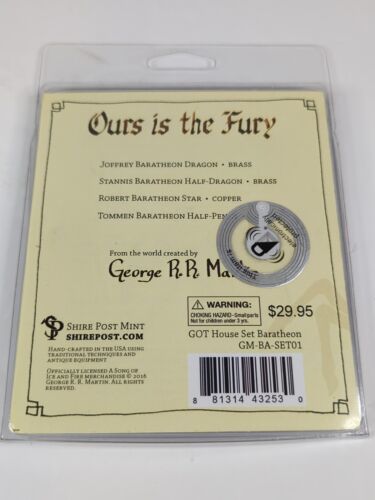 Ours is the Fury
JOFFREY BARATHEON DRAGON • BRASS
STANNIS BARATHEON HALF-DRAGON • BRASS
ROBERT BARATHEON STAR • COPPER
TOMMEN BARATHEON HALF-PEN
From the world created by
George R.R. Ma
electronically
protected
SP
SHIRE POST MINT
SHIREPOST.COM
HAND-CRAFTED IN THE USA USING
TRADITIONAL TECHNIQUES AND
ANTIQUE EQUIPMENT
OFFICIALLY LICENSED A SONG OF
ICE AND FIRE MERCHANDISE © 2016
GEORGE R. R. MARTIN. ALL RIGHTS
RESERVED.
WARNING:
CHOKING HAZARD-Small parts
Not for children under 3 yrs.
$29.95
GOT House Set Baratheon
GM-BA-SET01
8 81314 43253 0